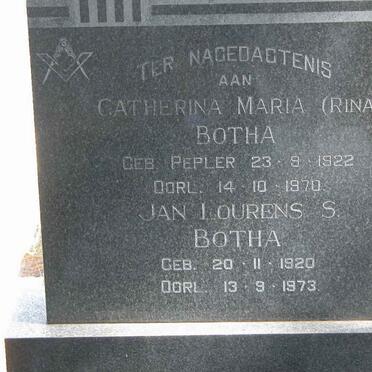 TER NAGEDAGTENIS
AAN
CATHERINA MARIA (RINA
BOTHA
GEB. PEPLER 23 · 9 · 1922
OORL. 14 · 10 · 1970
JAN LOURENS S.
BOTHA
GEB. 20 · 11 · 1920
OORL. 13 · 9 · 1973